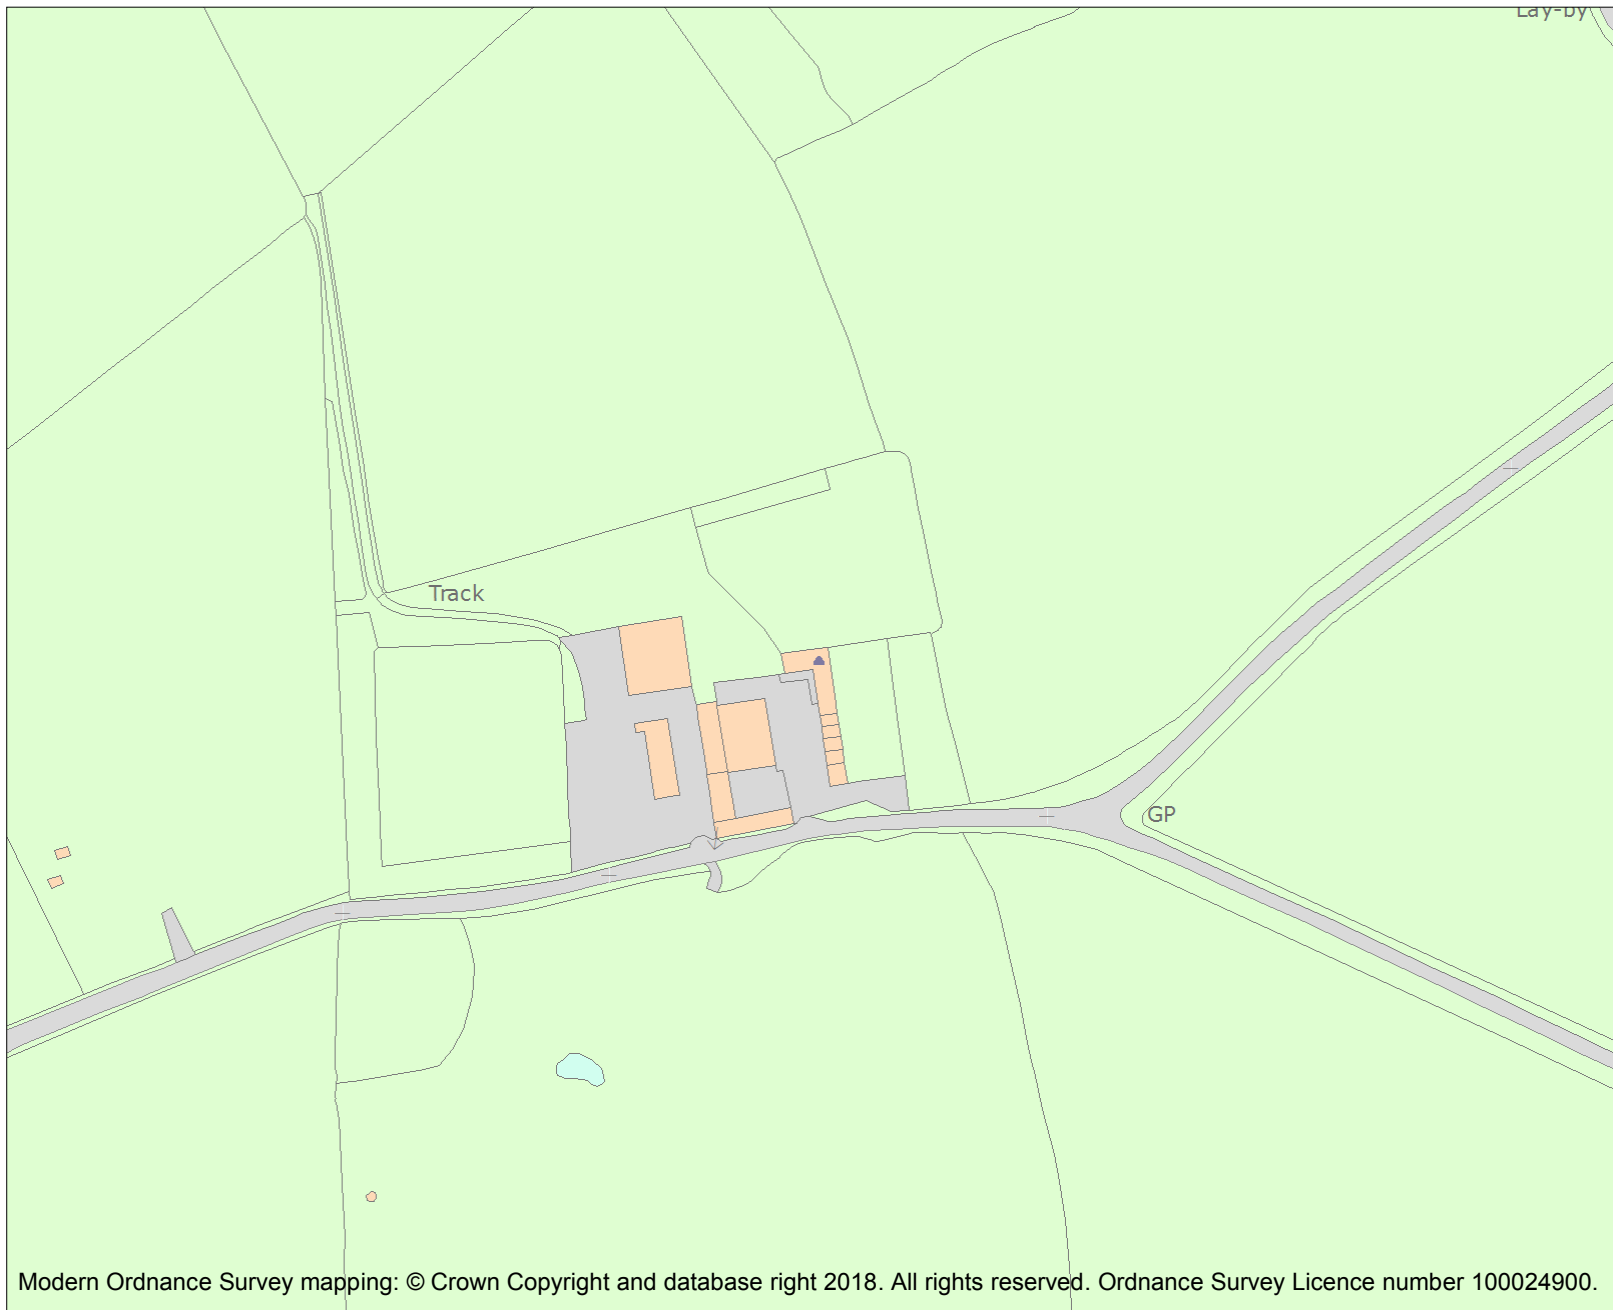 Lay-by
Track
GP
Modern Ordnance Survey mapping: © Crown Copyright and database right 2018. All rights reserved. Ordnance Survey Licence number 100024900.